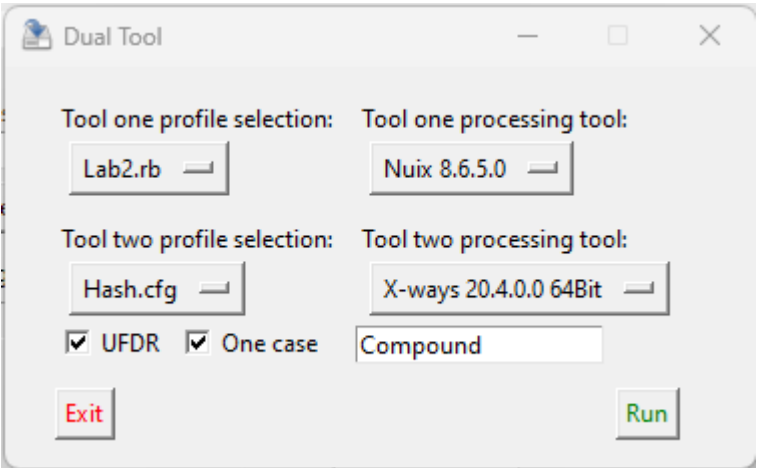 Dual Tool
Tool one profile selection: Tool one processing tool:
Lab2.rb Nuix 8.6.5.0
Tool two profile selection: Tool two processing tool:
Hash.cfg X-ways 20.4.0.0 64Bit
UFDR One case Compound
Exit Run